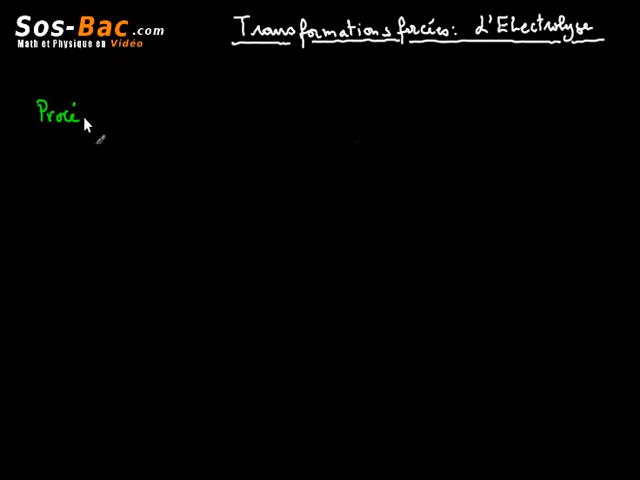 Sos-Bac.com
Math et Physique en Vidéo
Transformations forcées: L'Electrolyse
Procé